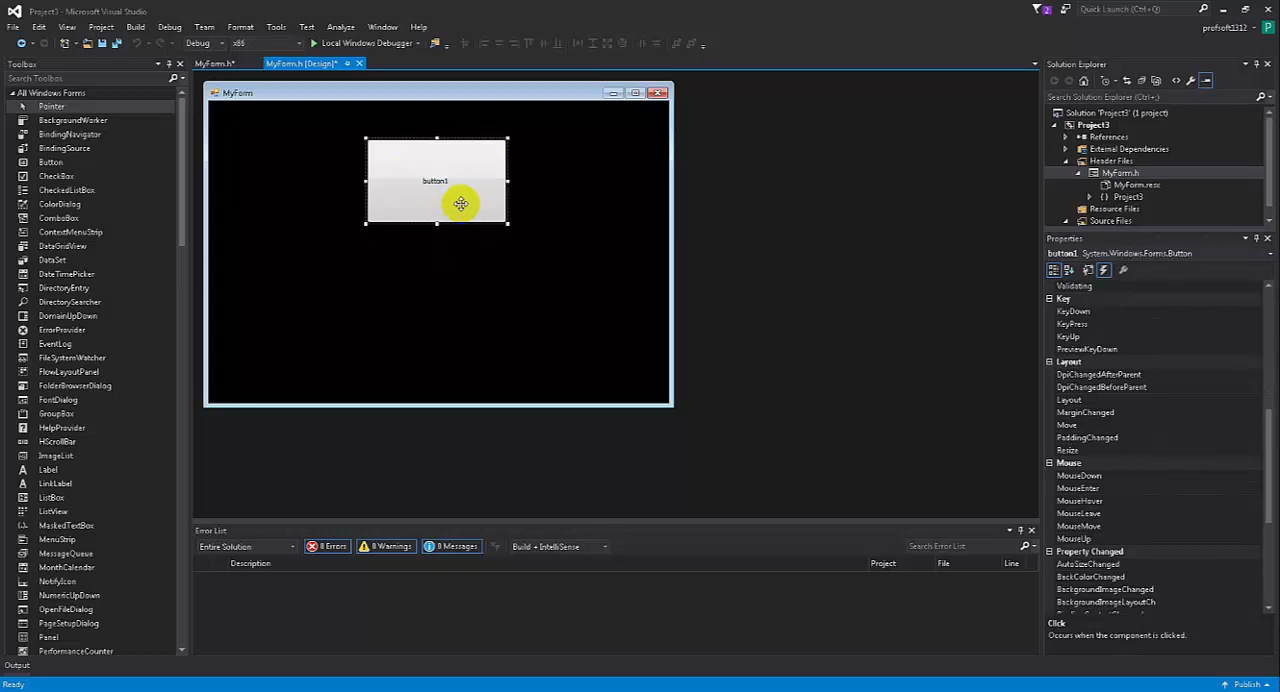 Project3 - Microsoft Visual Studio
2
Quick Launch (Ctrl+Q)
File Edit View Project Build Debug Team Format Tools Test Analyze Window Help
profsoft1312
P
Debug x86 Local Windows Debugger
Toolbox
Search Toolbox
All Windows Forms
Pointer
BackgroundWorker
BindingNavigator
BindingSource
Button
CheckBox
CheckedListBox
ColorDialog
ComboBox
ContextMenuStrip
DataGridView
DataSet
DateTimePicker
DirectoryEntry
DirectorySearcher
DomainUpDown
ErrorProvider
EventLog
FileSystemWatcher
FlowLayoutPanel
FolderBrowserDialog
FontDialog
GroupBox
HelpProvider
HScrollBar
ImageList
Label
LinkLabel
ListBox
ListView
MaskedTextBox
MenuStrip
MessageQueue
MonthCalendar
NotifyIcon
NumericUpDown
OpenFileDialog
PageSetupDialog
Panel
PerformanceCounter
MyForm.h* MyForm.h [Design]*
MyForm
button1
Error List
Entire Solution 0 Errors 0 Warnings 0 Messages Build + IntelliSense
Search Error List
Description Project File Line
Solution Explorer
Search Solution Explorer (Ctrl+;)
Solution 'Project3' (1 project)
Project3
References
External Dependencies
Header Files
MyForm.h
MyForm.resx
Project3
Resource Files
Source Files
Properties
button1 System.Windows.Forms.Button
Validating
Key
KeyDown
KeyPress
KeyUp
PreviewKeyDown
Layout
DpiChangedAfterParent
DpiChangedBeforeParent
Layout
MarginChanged
Move
PaddingChanged
Resize
Mouse
MouseDown
MouseEnter
MouseHover
MouseLeave
MouseMove
MouseUp
Property Changed
AutoSizeChanged
BackColorChanged
BackgroundImageChanged
BackgroundImageLayoutCh
Click
Occurs when the component is clicked.
Output
Ready
Publish